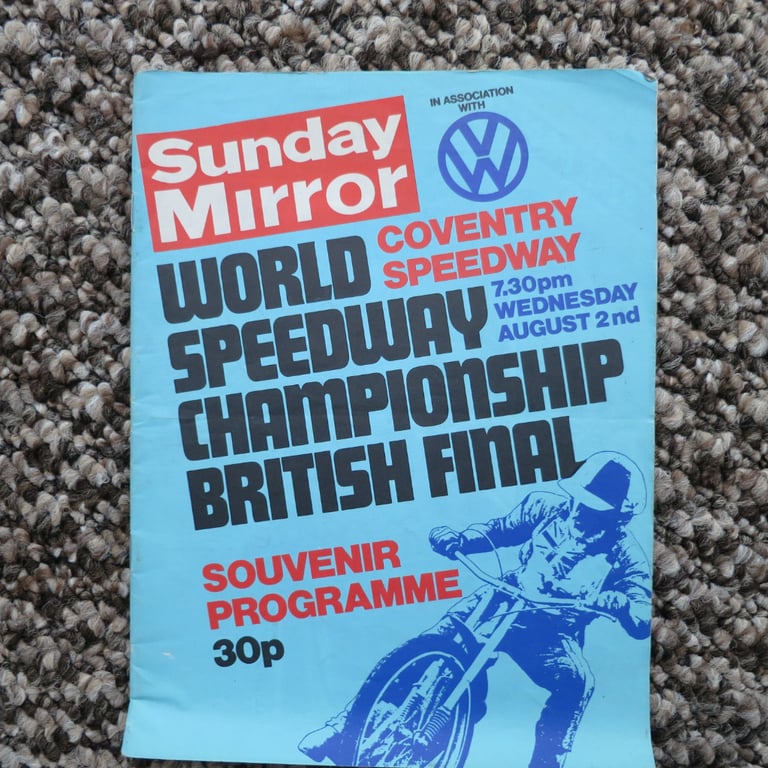 Sunday
Mirror
IN ASSOCIATION
WITH
VW
COVENTRY
SPEEDWAY
7.30pm
WEDNESDAY
AUGUST 2nd
WORLD
SPEEDWAY
CHAMPIONSHIP
BRITISH FINAL
SOUVENIR
PROGRAMME
30p